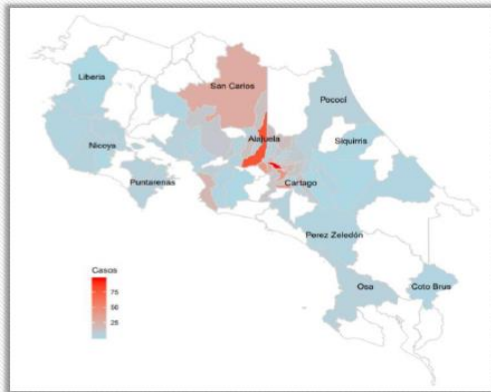 Liberia
San Carlos
Pococí
Alajuela
Siquirris
Nicoya
Puntarenas
Cartago
Perez Zeledón
Casos
75
50
25
Osa
Coto Brus